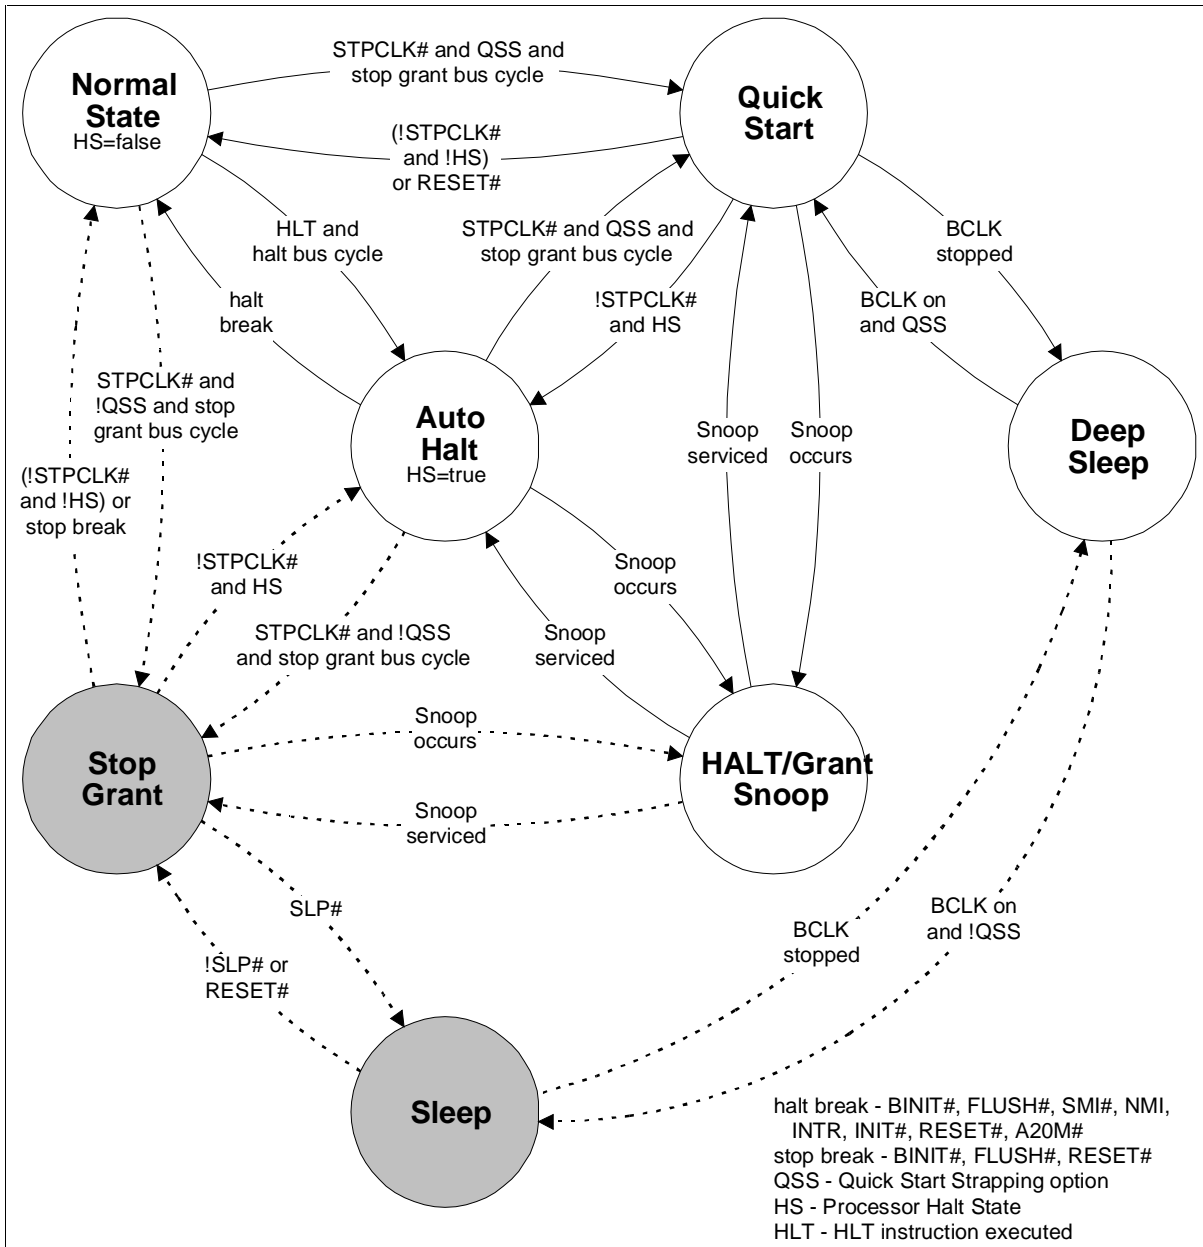 Normal
State
HS=false
STPCLK# and QSS and
stop grant bus cycle
Quick
Start
(!STPCLK#
and !HS)
or RESET#
HLT and
halt bus cycle
STPCLK# and QSS and
stop grant bus cycle
BCLK
stopped
halt
break
!STPCLK#
and HS
BCLK on
and QSS
STPCLK# and
!QSS and stop
grant bus cycle
Auto
Halt
HS=true
Snoop
serviced
Snoop
occurs
Deep
Sleep
(!STPCLK#
and !HS) or
stop break
!STPCLK#
and HS
Snoop
occurs
STPCLK# and !QSS
and stop grant bus cycle
Snoop
serviced
Stop
Grant
Snoop
occurs
HALT/Grant
Snoop
Snoop
serviced
SLP#
BCLK
stopped
BCLK on
and !QSS
!SLP# or
RESET#
Sleep
halt break - BINIT#, FLUSH#, SMI#, NMI,
INTR, INIT#, RESET#, A20M#
stop break - BINIT#, FLUSH#, RESET#
QSS - Quick Start Strapping option
HS - Processor Halt State
HLT - HLT instruction executed